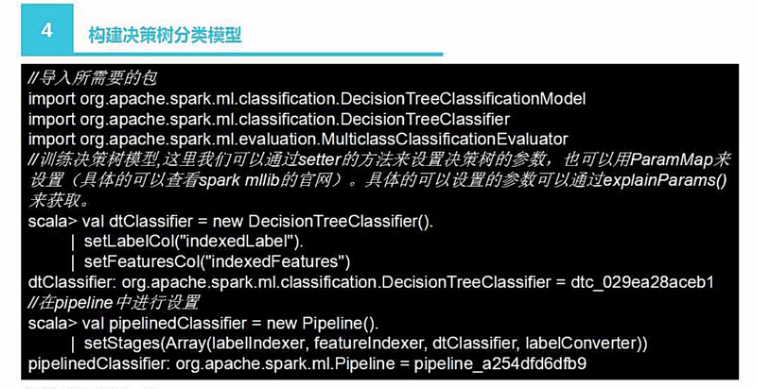 4
构建决策树分类模型
//导入所需要的包
import org.apache.spark.ml.classification.DecisionTreeClassificationModel
import org.apache.spark.ml.classification.DecisionTreeClassifier
import org.apache.spark.ml.evaluation.MulticlassClassificationEvaluator
//训练决策树模型,这里我们可以通过setter的方法来设置决策树的参数，也可以用ParamMap来
设置（具体的可以查看spark mllib的官网）。具体的可以设置的参数可以通过explainParams()
来获取。
scala> val dtClassifier = new DecisionTreeClassifier().
| setLabelCol("indexedLabel").
| setFeaturesCol("indexedFeatures")
dtClassifier: org.apache.spark.ml.classification.DecisionTreeClassifier = dtc_029ea28aceb1
//在pipeline中进行设置
scala> val pipelinedClassifier = new Pipeline().
| setStages(Array(labelIndexer, featureIndexer, dtClassifier, labelConverter))
pipelinedClassifier: org.apache.spark.ml.Pipeline = pipeline_a254dfd6dfb9